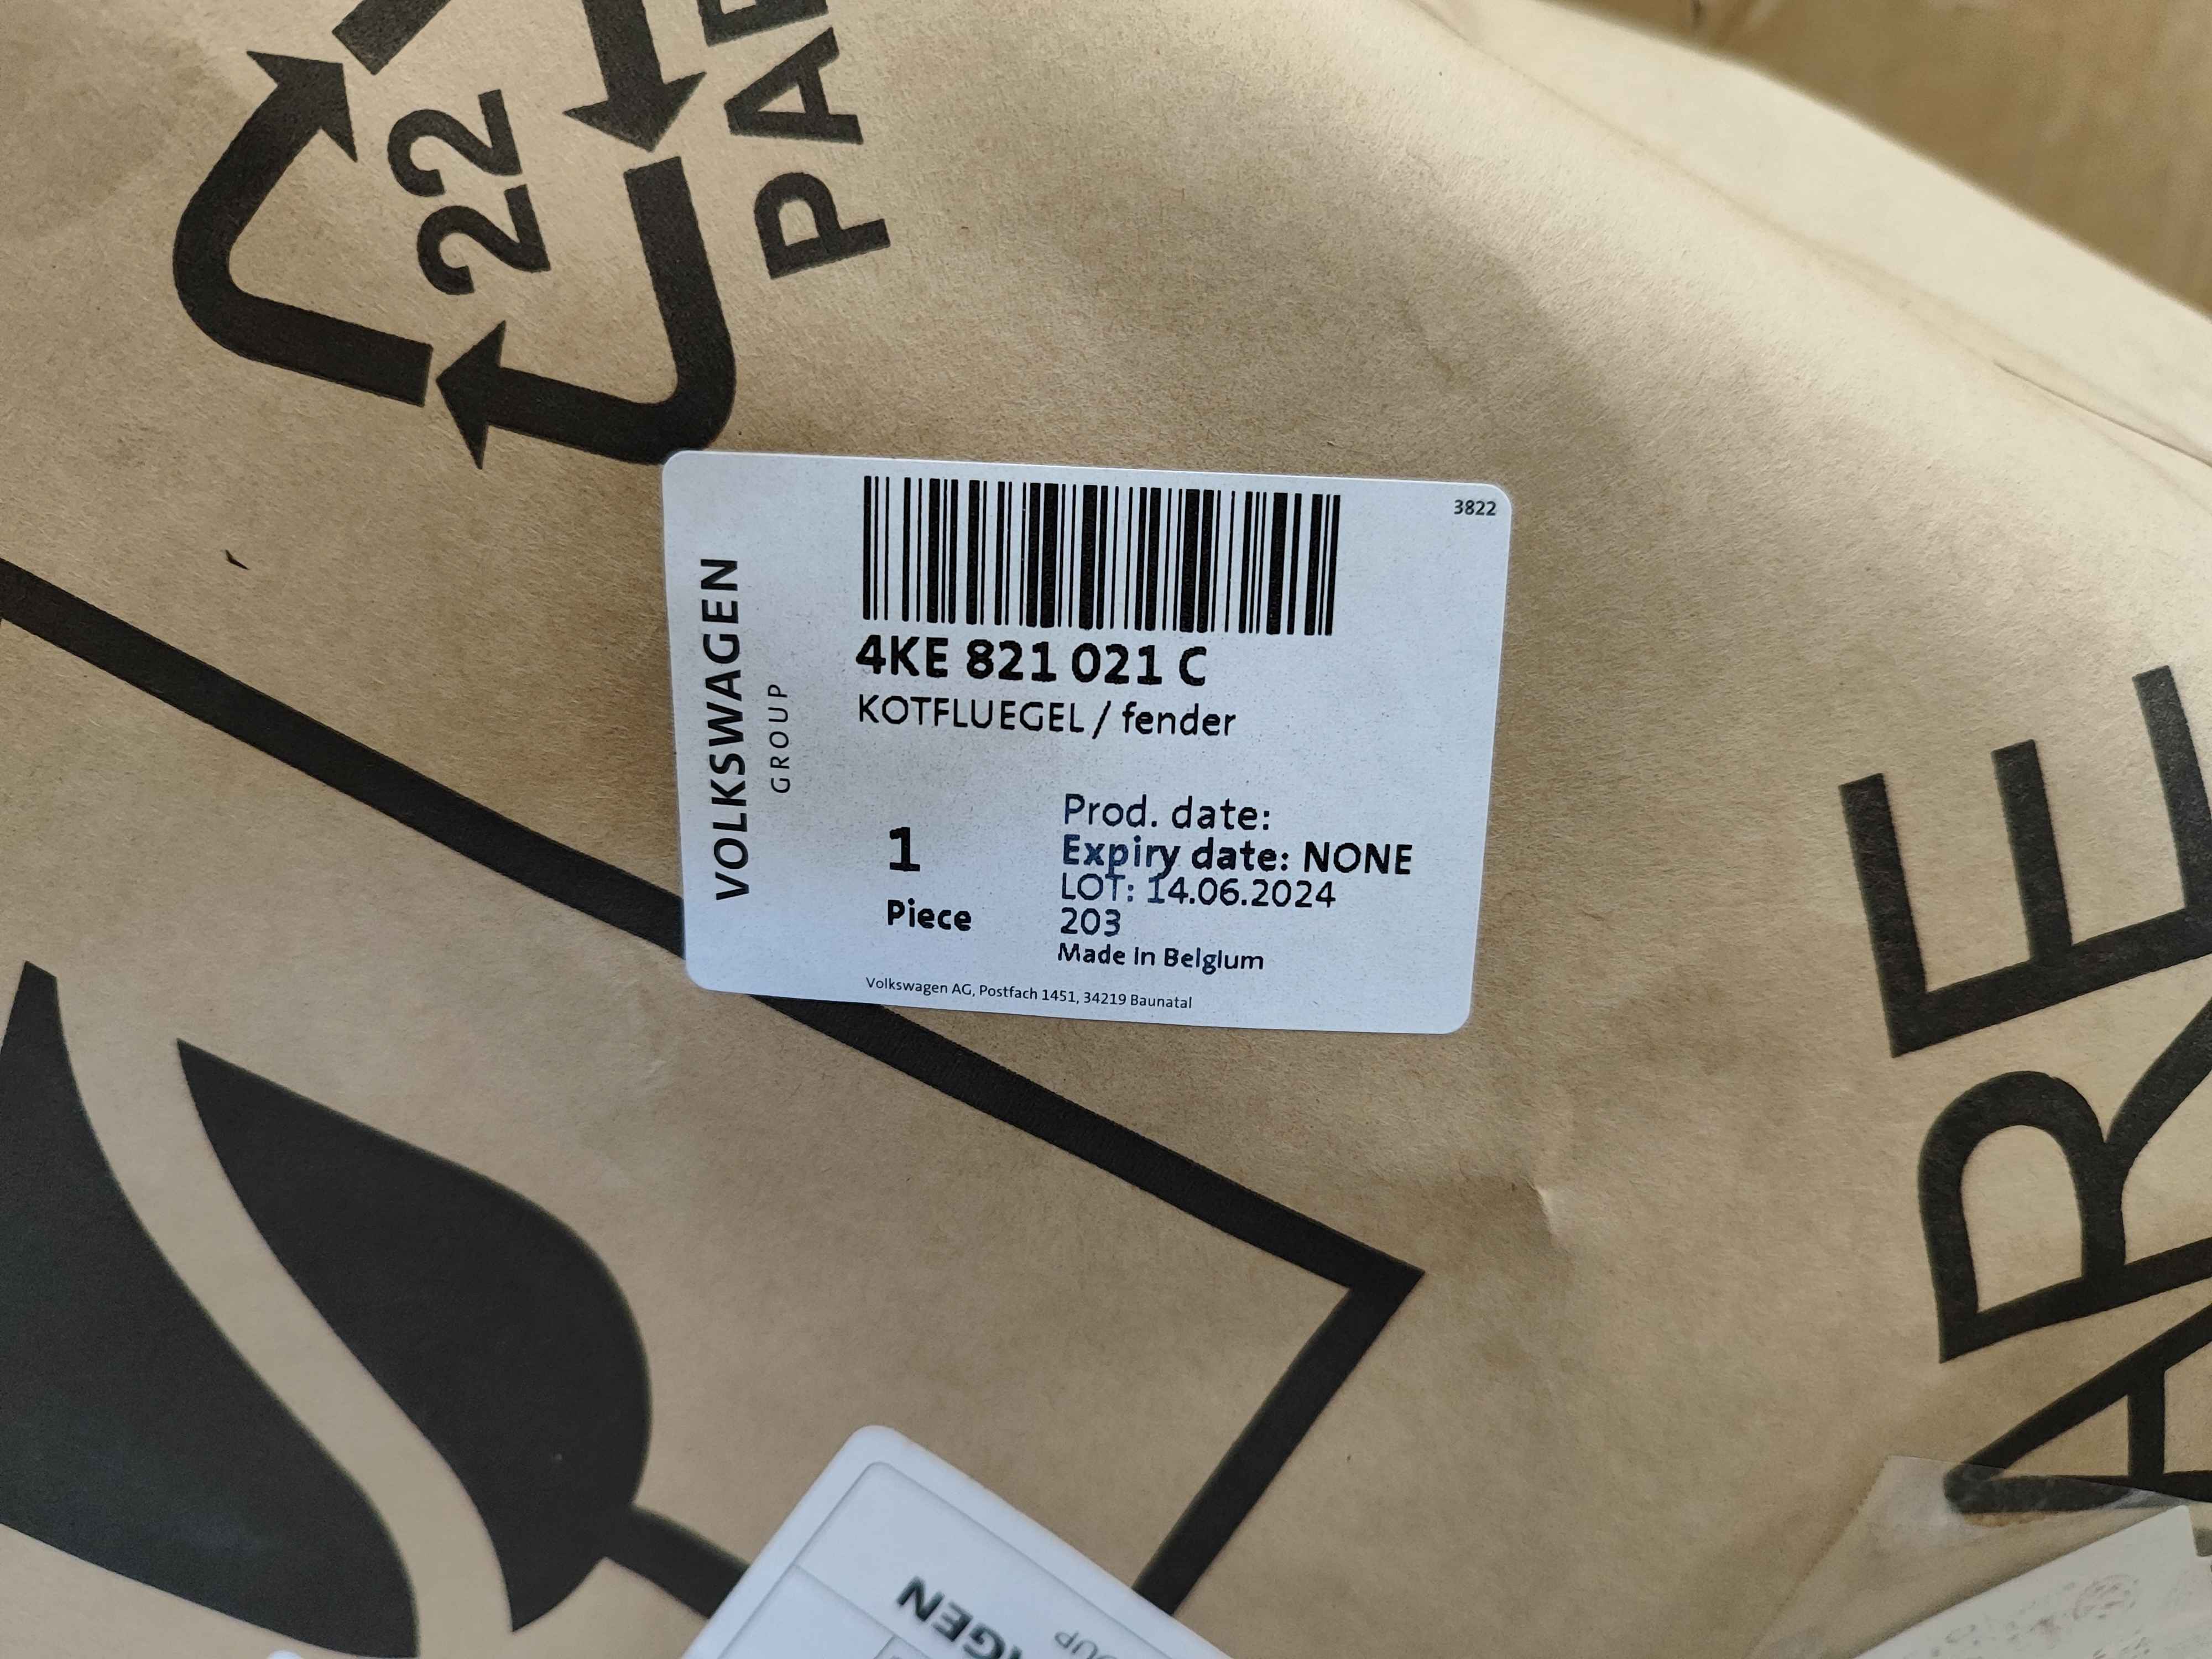 22
PAP
VOLKSWAGEN
GROUP
3822
4KE 821 021 C
KOTFLUEGEL / fender
1
Piece
Prod. date:
Expiry date: NONE
LOT: 14.06.2024
203
Made In Belgium
Volkswagen AG, Postfach 1451, 34219 Baunatal
ARE